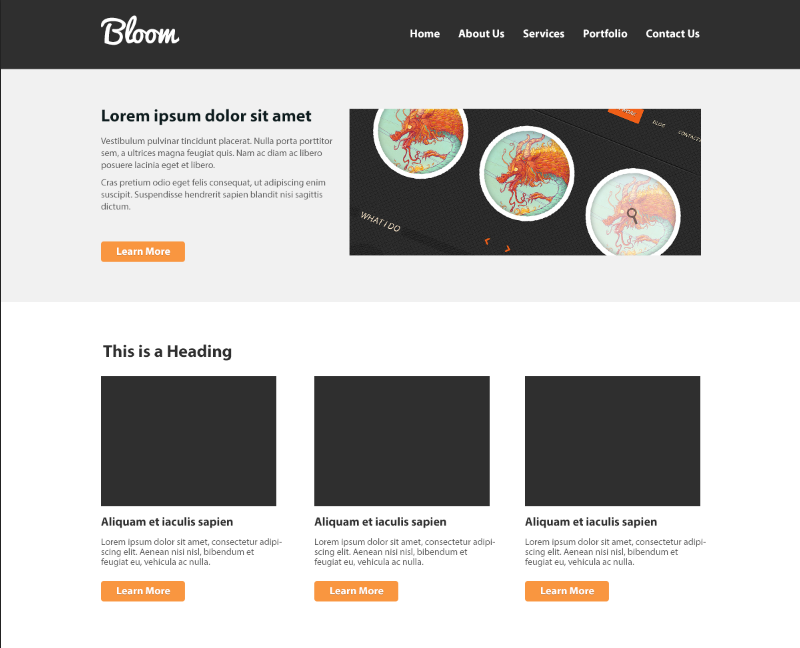 Bloom
Home About Us Services Portfolio Contact Us
Lorem ipsum dolor sit amet
Vestibulum pulvinar tincidunt placerat. Nulla porta porttitor
sem, a ultrices magna feugiat quis. Nam ac diam ac libero
posuere lacinia eget et libero.
Cras pretium odio eget felis consequat, ut adipiscing enim
suscipit. Suspendisse hendrerit sapien blandit nisi sagittis
dictum.
Learn More
BLOG
WHAT I DO
This is a Heading
Aliquam et iaculis sapien
Lorem ipsum dolor sit amet, consectetur adipi-
scing elit. Aenean nisi nisl, bibendum et
feugiat eu, vehicula ac nulla.
Learn More
Aliquam et iaculis sapien
Lorem ipsum dolor sit amet, consectetur adipi-
scing elit. Aenean nisi nisl, bibendum et
feugiat eu, vehicula ac nulla.
Learn More
Aliquam et iaculis sapien
Lorem ipsum dolor sit amet, consectetur adipi-
scing elit. Aenean nisi nisl, bibendum et
feugiat eu, vehicula ac nulla.
Learn More